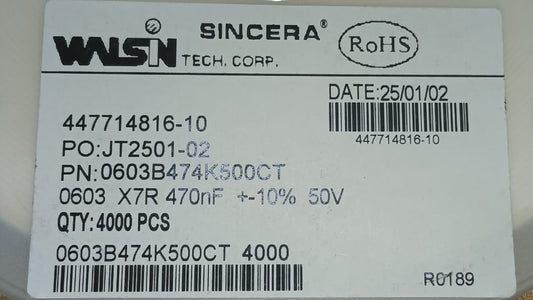 WALSIN SINCERA® RoHS
TECH. CORP.
DATE:25/01/02
447714816-10
447714816-10
PO:JT2501-02
PN:0603B474K500CT
0603 X7R 470nF +-10% 50V
QTY:4000 PCS
0603B474K500CT 4000
R0189